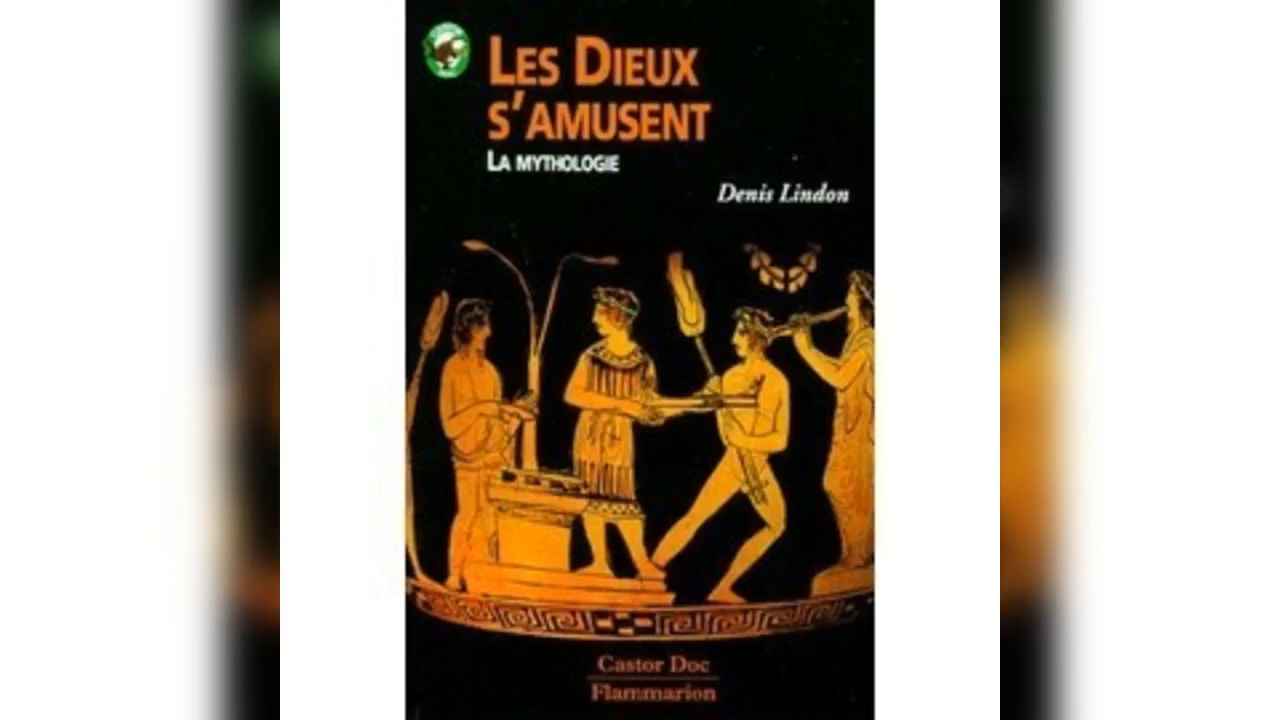 LES DIEUX
S'AMUSENT
LA MYTHOLOGIE
Denis Lindon
Castor Doc
Flammarion